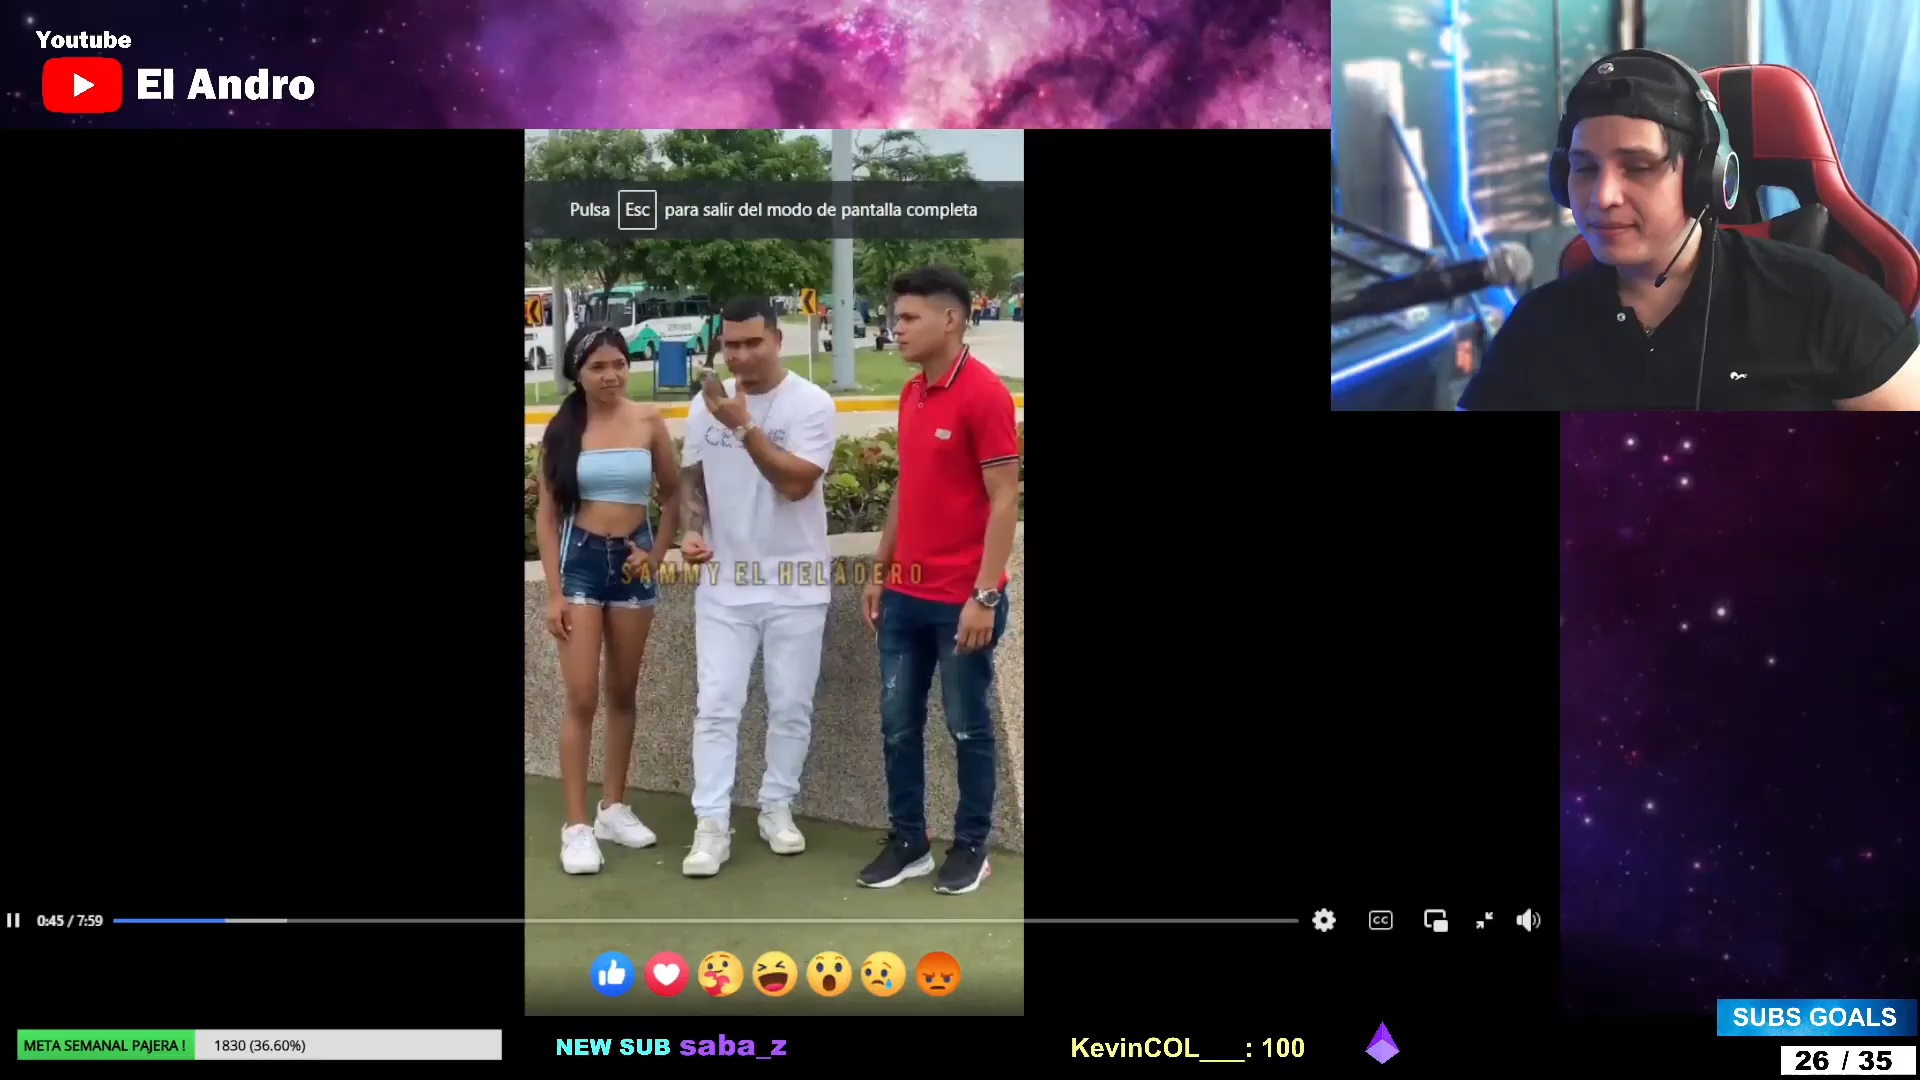 Youtube
El Andro
Pulsa Esc para salir del modo de pantalla completa
SAMMY EL HELADERO
0:45 / 7:59
CC
META SEMANAL PAJERA ! 1830 (36.60%)
NEW SUB saba_z
KevinCOL___: 100
SUBS GOALS
26 / 35